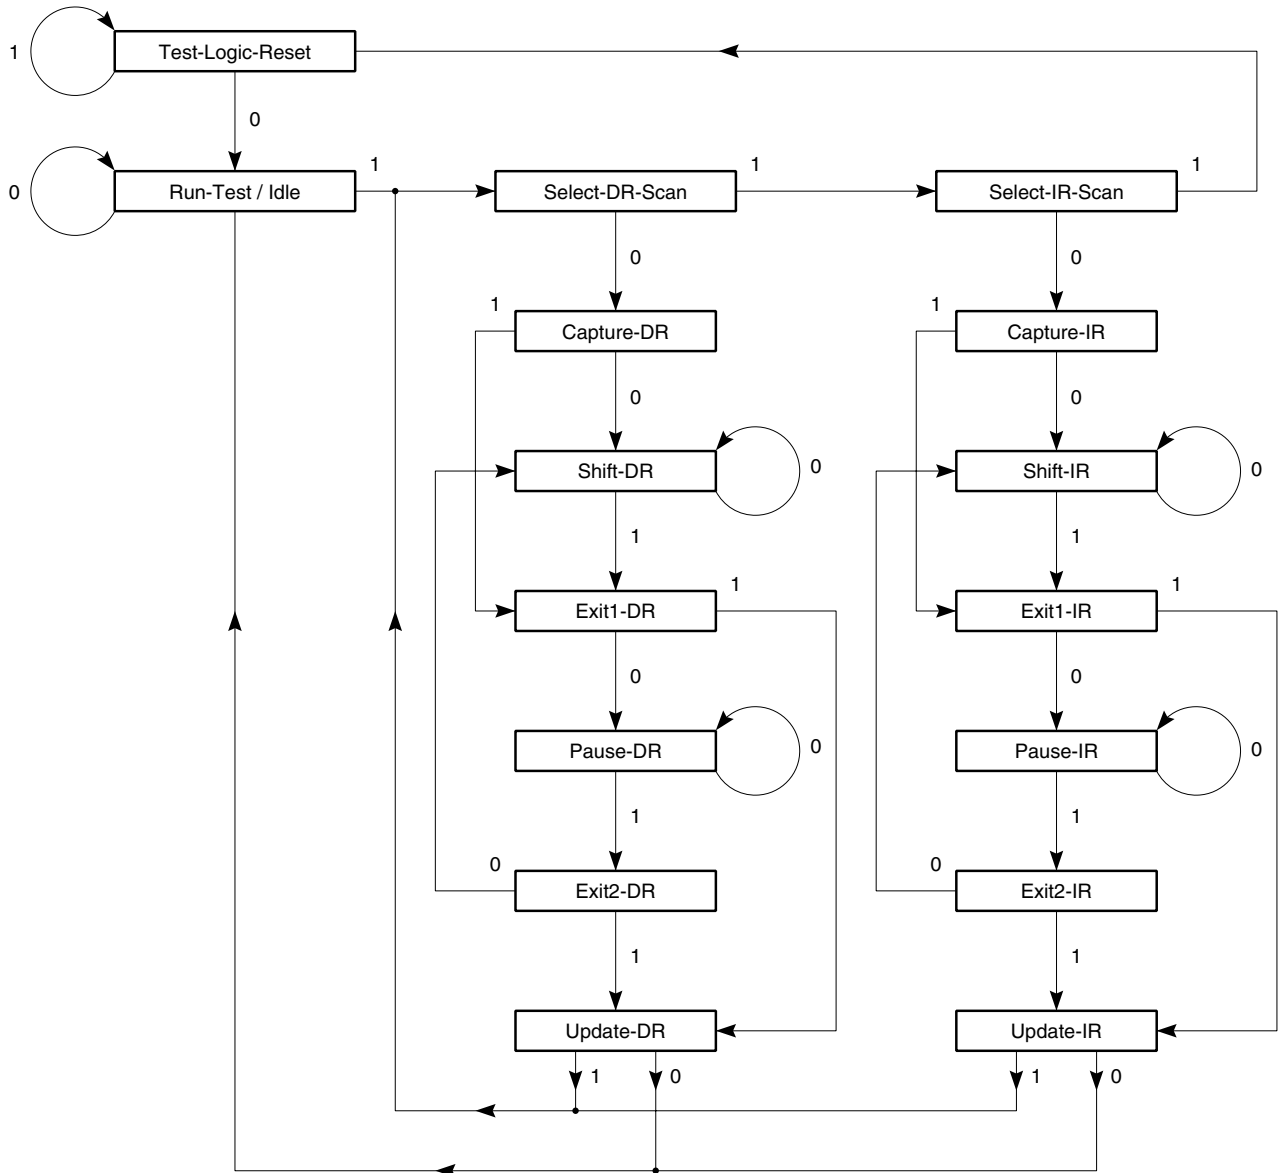 1
Test-Logic-Reset
0
0
Run-Test / Idle
1
Select-DR-Scan
1
Select-IR-Scan
1
0
0
1
Capture-DR
1
Capture-IR
0
0
Shift-DR
0
Shift-IR
0
1
1
Exit1-DR
1
Exit1-IR
1
0
0
Pause-DR
0
Pause-IR
0
1
1
0
Exit2-DR
0
Exit2-IR
1
1
Update-DR
Update-IR
1
0
1
0